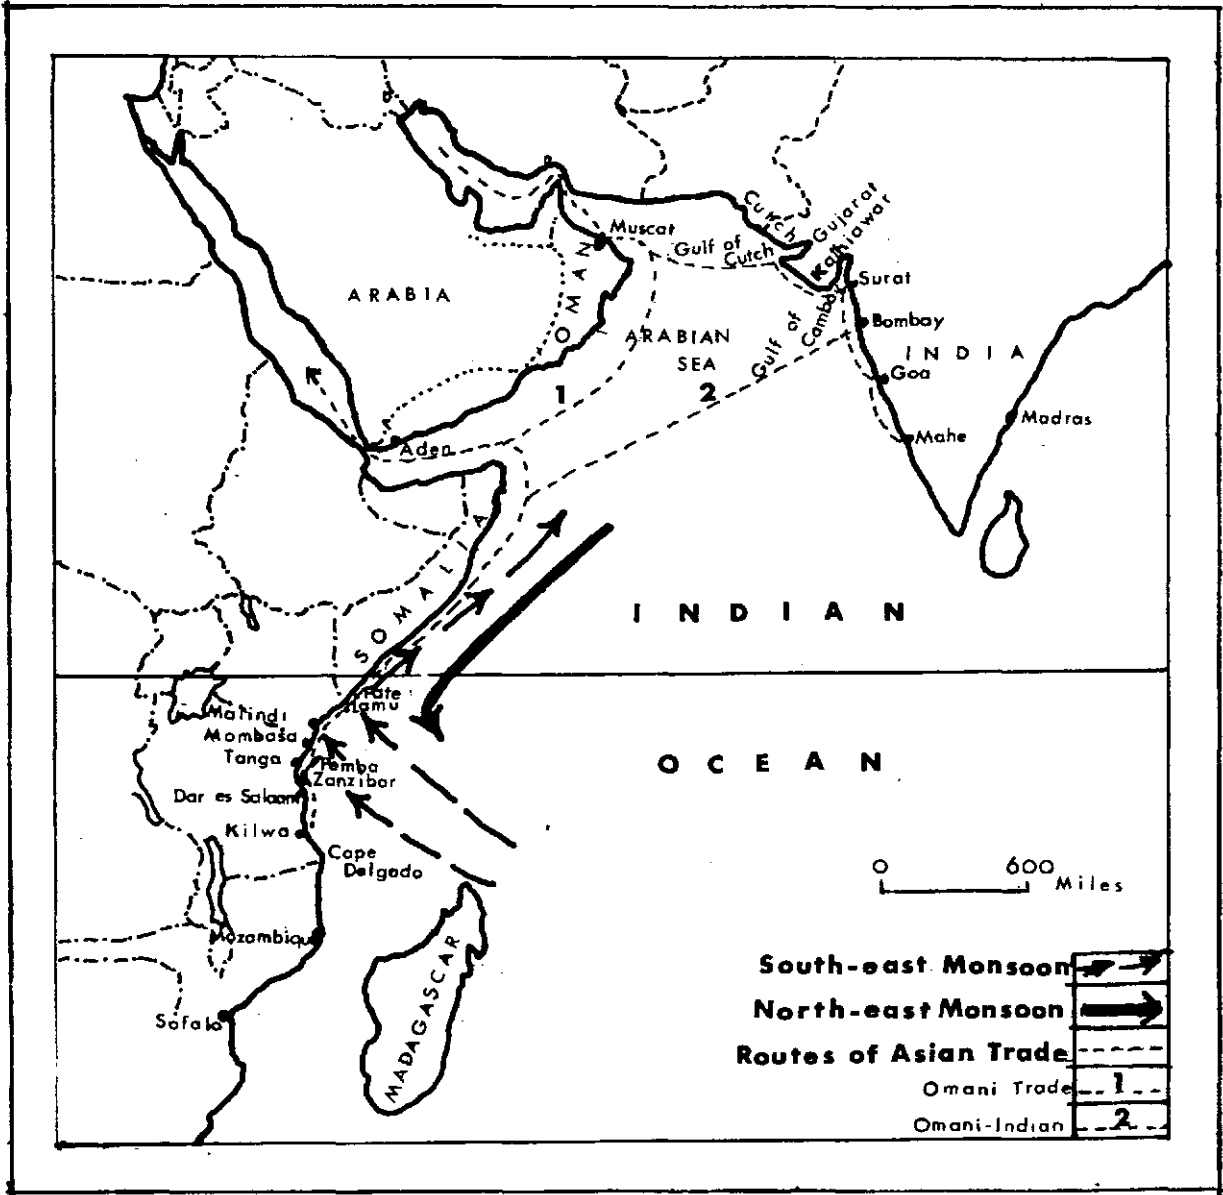 Cutch
Gujarat
Kathiawar
Muscat
Gulf of
Cutch
OMAN
Surat
ARABIA
Gulf of
Cambay
Bombay
ARABIAN
SEA
INDIA
Goa
1
2
Madras
Mahe
Aden
SOMALIA
INDIAN
Pate
Lamu
Malindi
Mombasa
Tanga
Pemba
Zanzibar
OCEAN
Dar es Salaam
Kilwa
Cape
Delgado
0 600
Miles
Mozambiqu
MADAGASCAR
Sofala
South-east Monsoon
North-east Monsoon
Routes of Asian Trade
Omani Trade 1
Omani-Indian 2